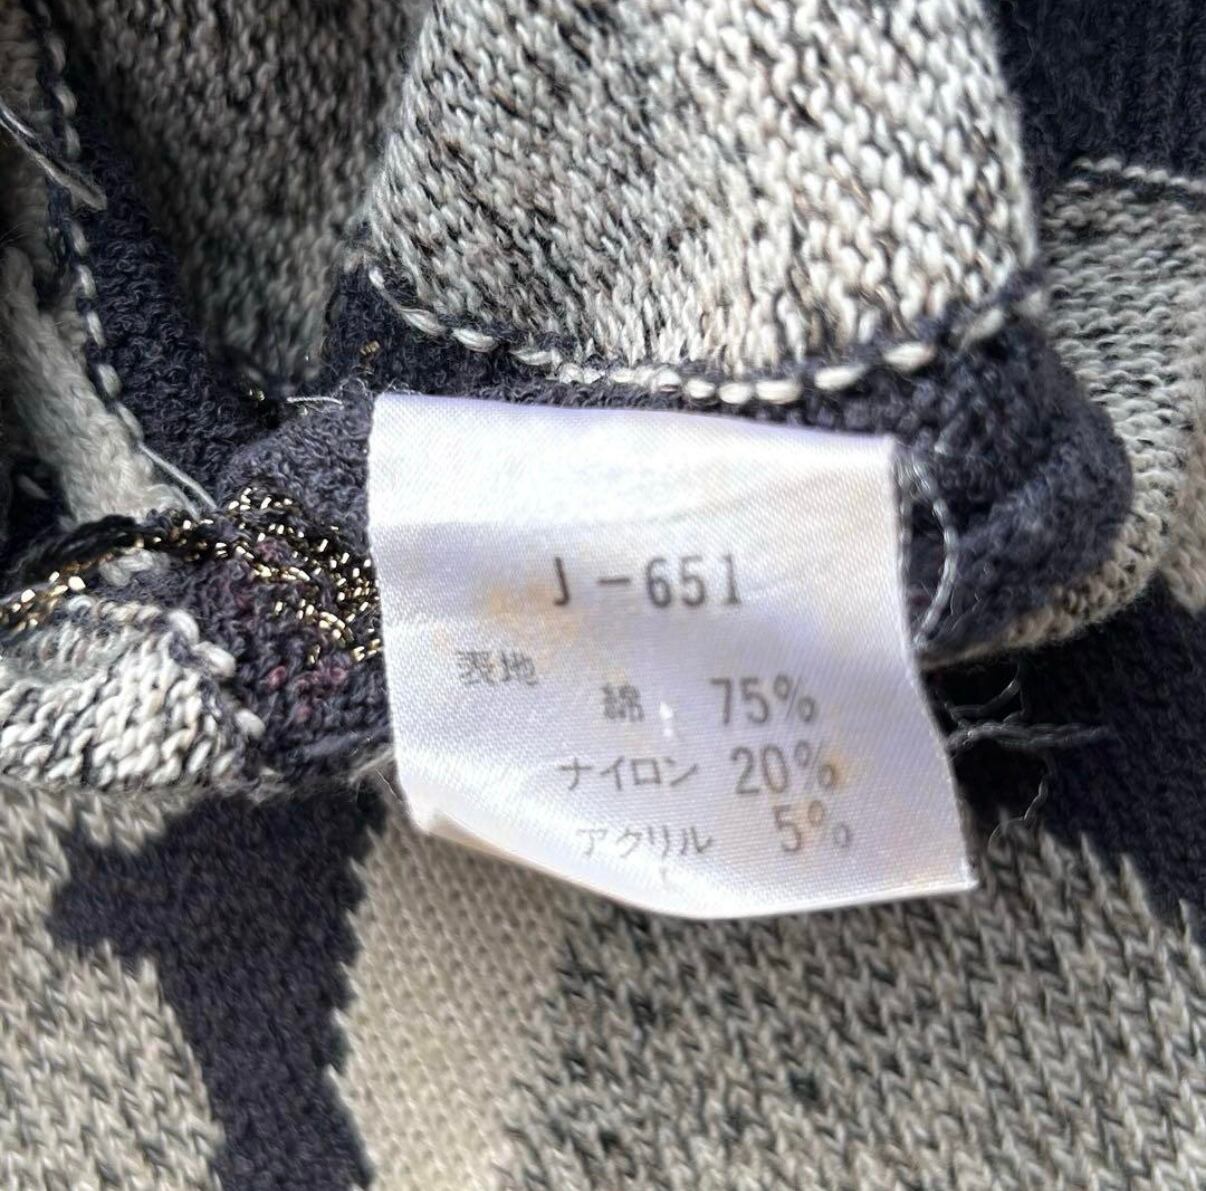 J-651
表地
綿 75%
ナイロン 20%
アクリル 5%